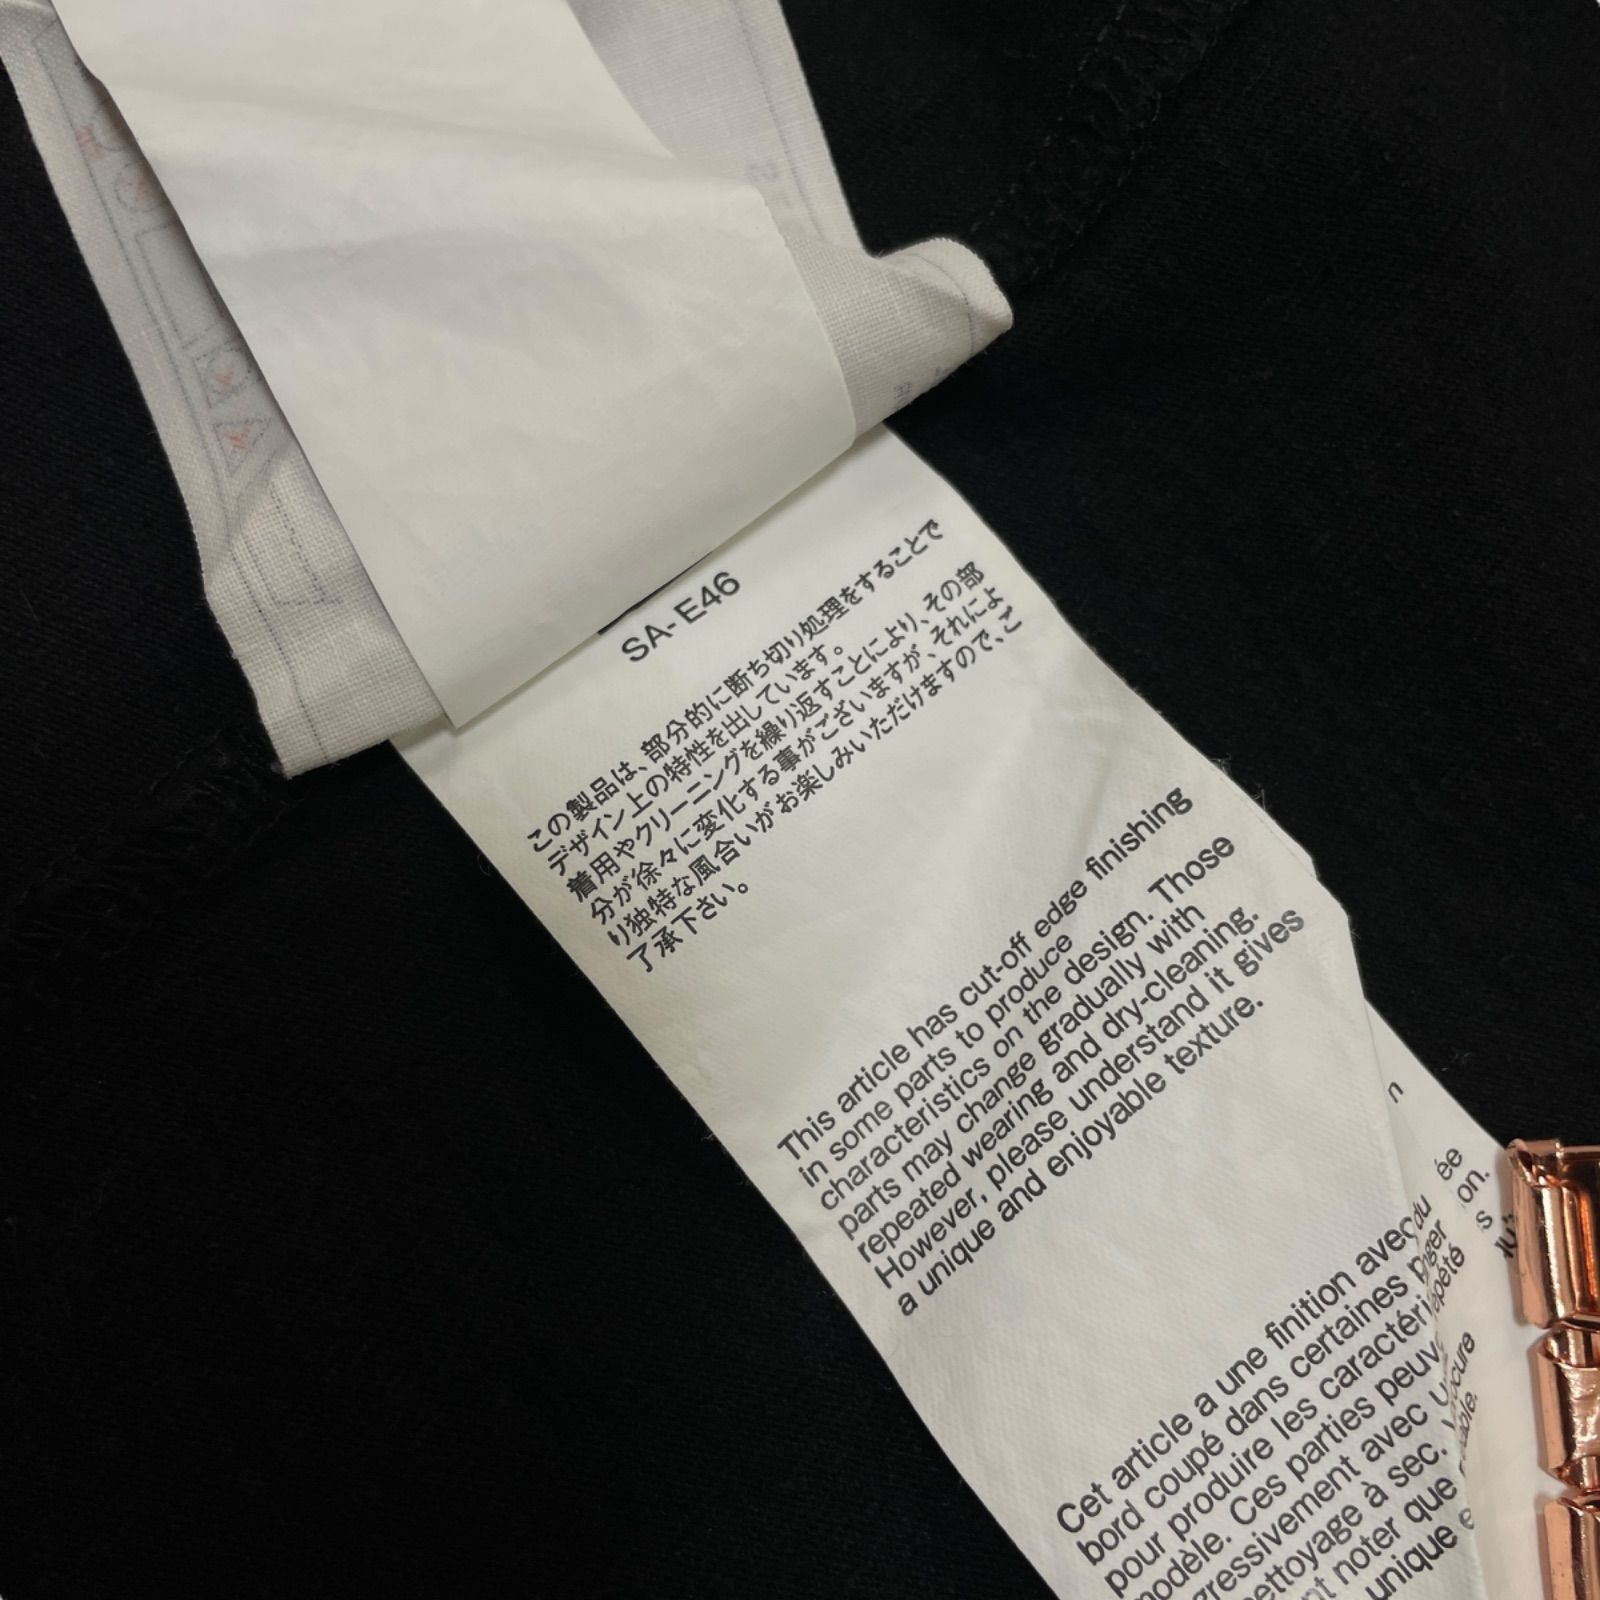 SA-E46
この製品は、部分的に断ち切り処理をすることで
デザイン上の特性を出しています。
着用やクリーニングを繰り返すことにより、その部
分が徐々に変化する事がございますが、それによ
り独特な風合いがお楽しみいただけますので、ご
了承下さい。
This article has cut-off edge finishing
in some parts to produce
characteristics on the design. Those
parts may change gradually with
repeated wearing and dry-cleaning.
However, please understand it gives
a unique and enjoyable texture.
Cet article a une finition avec
bord coupé dans certaines
pour produire les
modèle. Ces parties
avec
à sec.
noter que
unique